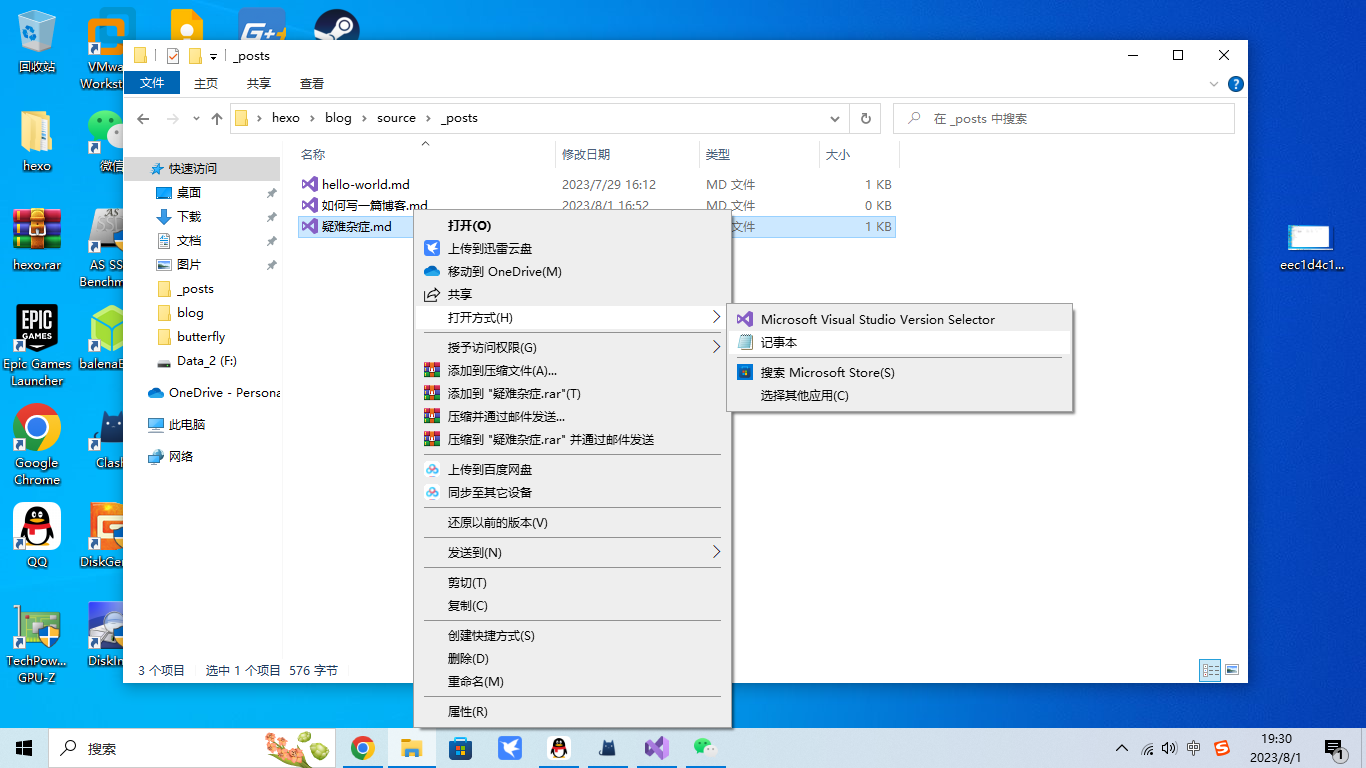 _posts
文件 主页 共享 查看
hexo blog source _posts
在 _posts 中搜索
名称 修改日期 类型 大小
hello-world.md 2023/7/29 16:12 MD 文件 1 KB
如何写一篇博客.md 2023/8/1 16:52 MD 文件 0 KB
疑难杂症.md 文件 1 KB
快速访问
桌面
下载
文档
图片
_posts
blog
butterfly
Data_2 (F:)
OneDrive - Persona
此电脑
网络
3 个项目 选中 1 个项目 576 字节
打开(O)
上传到迅雷云盘
移动到 OneDrive(M)
共享
打开方式(H)
授予访问权限(G)
添加到压缩文件(A)...
添加到 "疑难杂症.rar"(T)
压缩并通过邮件发送...
压缩到 "疑难杂症.rar" 并通过邮件发送
上传到百度网盘
同步至其它设备
还原以前的版本(V)
发送到(N)
剪切(T)
复制(C)
创建快捷方式(S)
删除(D)
重命名(M)
属性(R)
Microsoft Visual Studio Version Selector
记事本
搜索 Microsoft Store(S)
选择其他应用(C)
回收站
VMwa
Workst
G++
hexo
微信
hexo.rar
AS SS
Benchm
EPIC
GAMES
Epic Games
Launcher
balenaE
Google
Chrome
Clash
QQ
DiskGen
TechPow...
GPU-Z
DiskIn
eec1d4c1...
搜索
中
19:30
2023/8/1
1